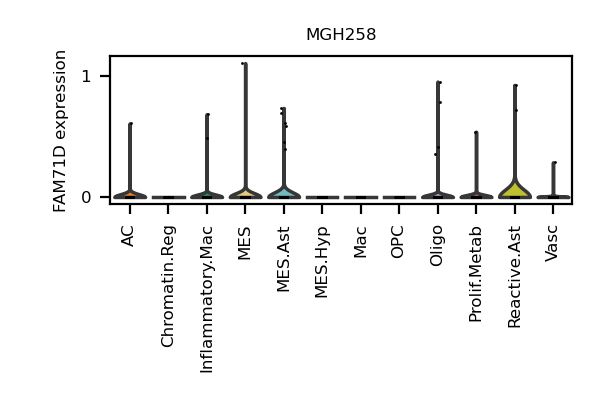 MGH258
FAM71D expression
1
0
AC
Chromatin.Reg
Inflammatory.Mac
MES
MES.Ast
MES.Hyp
Mac
OPC
Oligo
Prolif.Metab
Reactive.Ast
Vasc